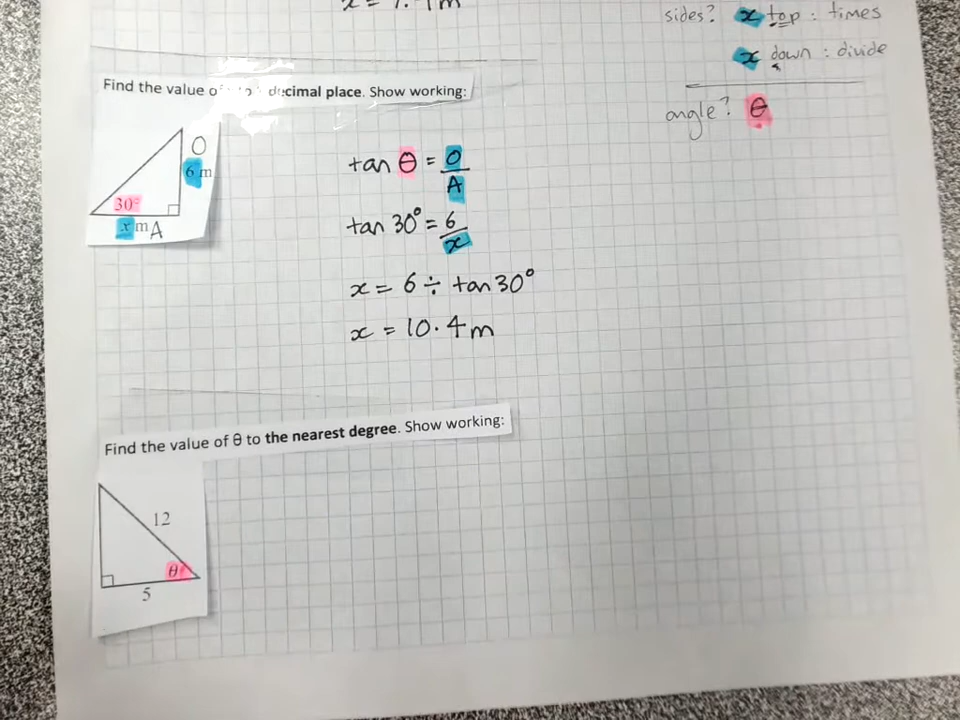 sides? x top : times
x down : divide
angle? θ
Find the value decimal place. Show working:
O
6 m
30°
x m A
tan θ = O/A
tan 30° = 6/x
x = 6 ÷ tan 30°
x = 10.4 m
Find the value of θ to the nearest degree. Show working:
12
θ
5